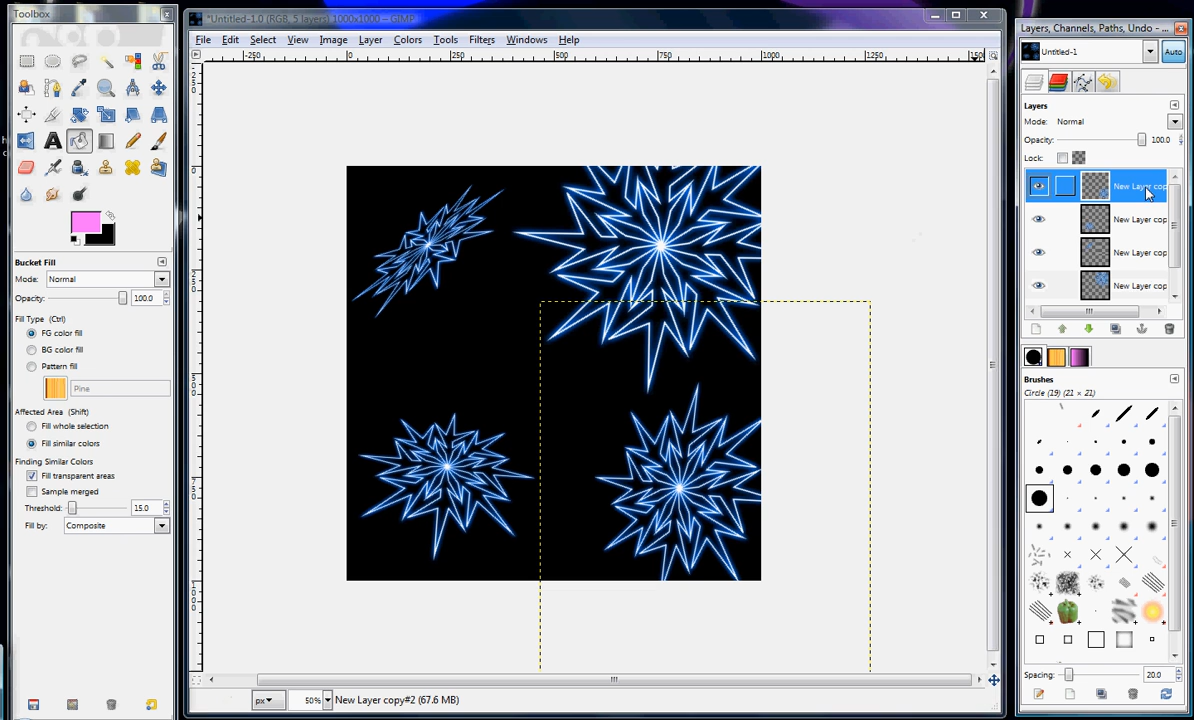 Toolbox
*Untitled-1.0 (RGB, 5 layers) 1000x1000 – GIMP
Layers, Channels, Paths, Undo - ...
File Edit Select View Image Layer Colors Tools Filters Windows Help
Untitled-1
Auto
-250 0 250 500 750 1000 1250 1500
Layers
Mode: Normal
Opacity: 100.0
Lock:
New Layer cop
New Layer cop
New Layer cop
New Layer cop
Bucket Fill
Mode: Normal
Opacity: 100.0
Fill Type (Ctrl)
FG color fill
BG color fill
Pattern fill
Pine
Affected Area (Shift)
Fill whole selection
Fill similar colors
Finding Similar Colors
Fill transparent areas
Sample merged
Threshold: 15.0
Fill by: Composite
Brushes
Circle (19) (21 × 21)
Spacing: 20.0
px 50% New Layer copy#2 (67.6 MB)